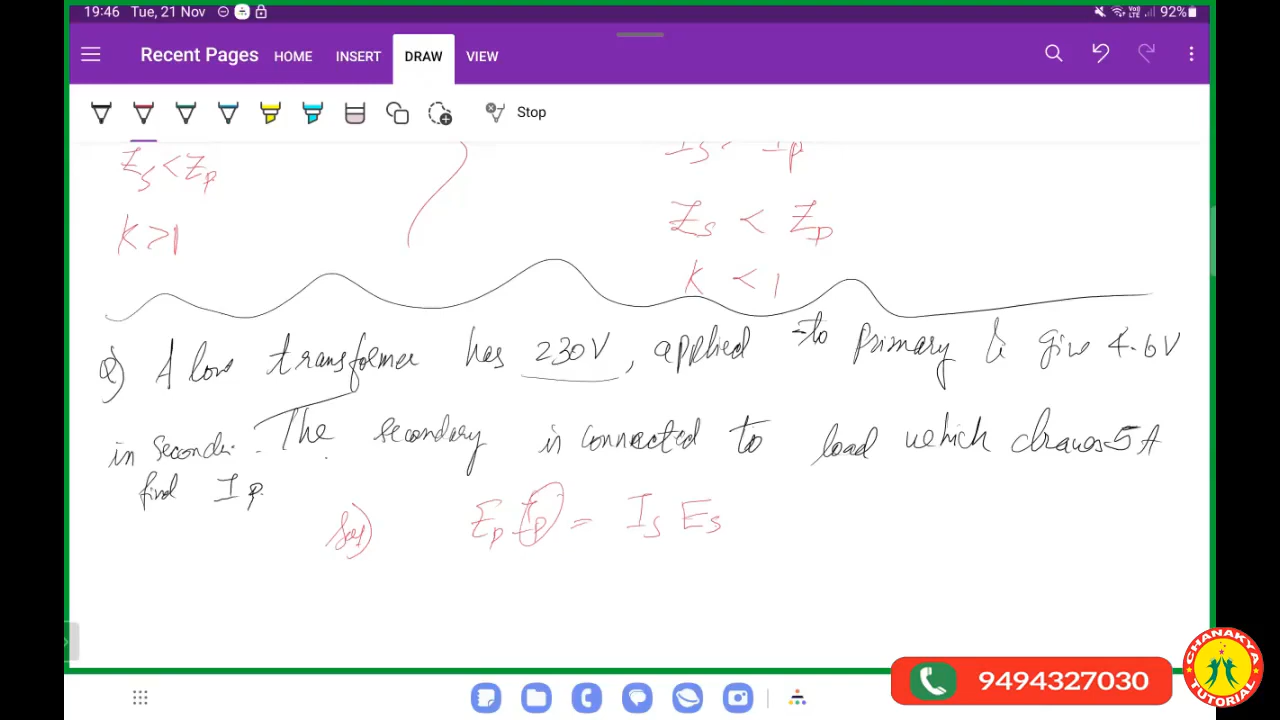 19:46 Tue, 21 Nov 92%
Recent Pages HOME INSERT DRAW VIEW
Stop
Is Ip
Zs < Zp
Zs < Zp
K > 1
K < 1
Q) A low transformer has 230V, applied to Primary & give 4.6V
in Second. The secondary is connected to load which draws 5A
find Ip.
Sol) Ep Ip = Is Es
9494327030
CHANAKYA TUTORIAL